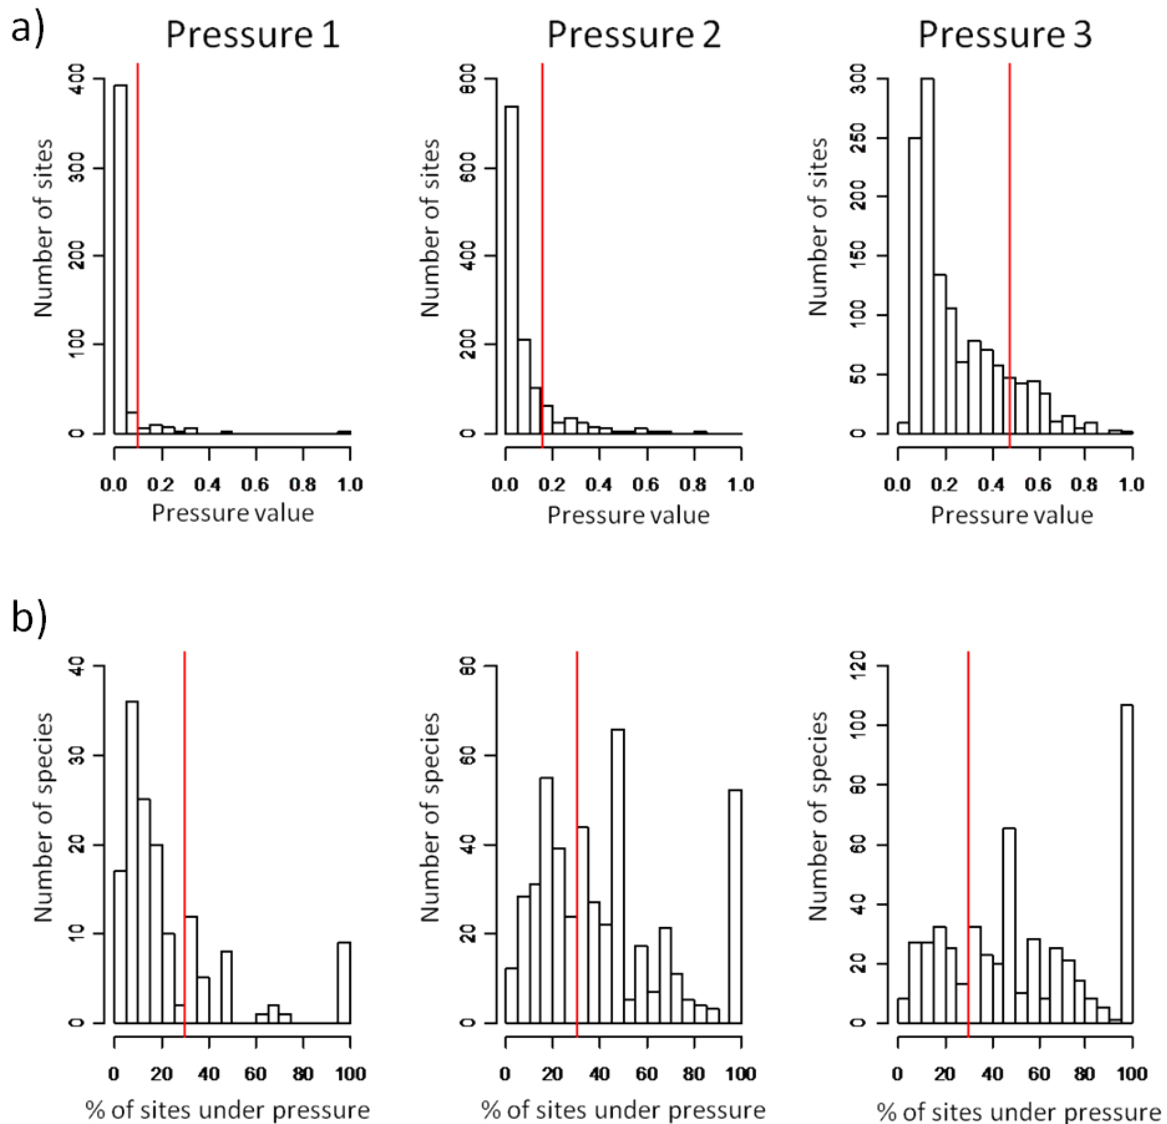 a)
Pressure 1 Pressure 2 Pressure 3
Number of sites
0 100 200 300 400
0.0 0.2 0.4 0.6 0.8 1.0
Pressure value
Number of sites
0 200 400 600 800
0.0 0.2 0.4 0.6 0.8 1.0
Pressure value
Number of sites
0 50 100 150 200 250 300
0.0 0.2 0.4 0.6 0.8 1.0
Pressure value
b)
Number of species
0 10 20 30 40
0 20 40 60 80 100
% of sites under pressure
Number of species
0 20 40 60 80
0 20 40 60 80 100
% of sites under pressure
Number of species
0 20 40 60 80 100 120
0 20 40 60 80 100
% of sites under pressure